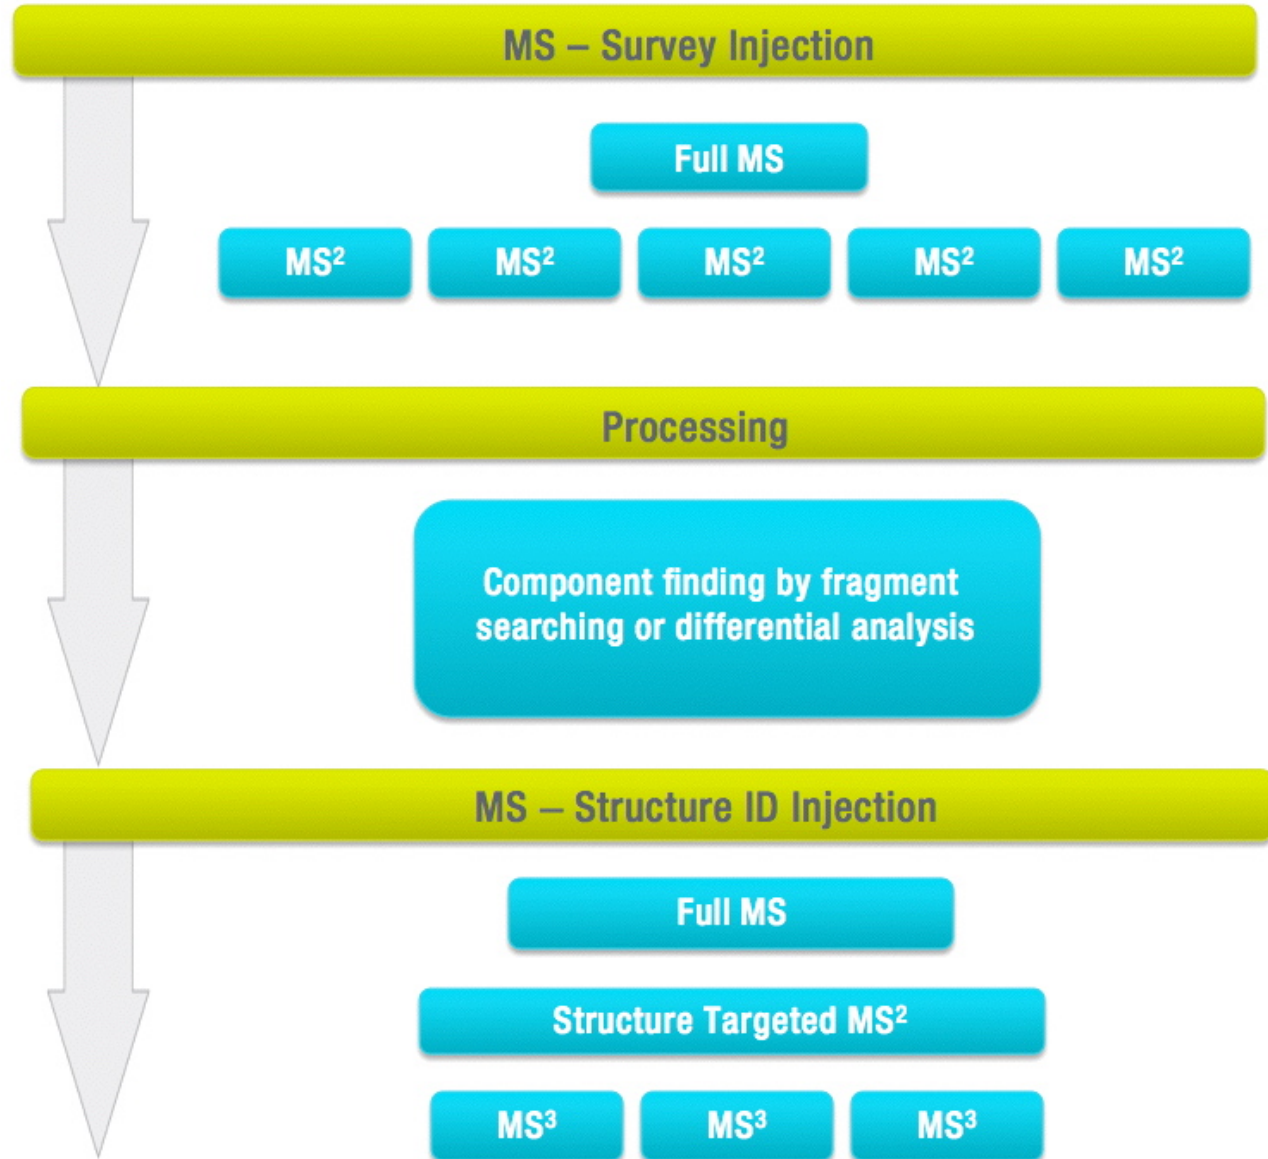 MS – Survey Injection
Full MS
MS² MS² MS² MS² MS²
Processing
Component finding by fragment
searching or differential analysis
MS – Structure ID Injection
Full MS
Structure Targeted MS²
MS³ MS³ MS³